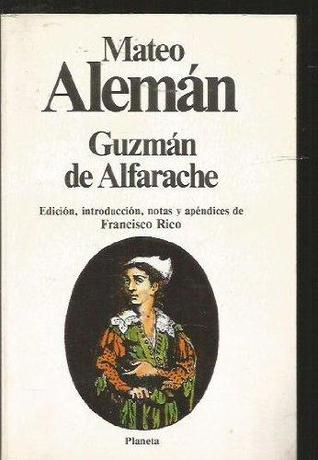 Mateo
Alemán
Guzmán
de Alfarache
Edición, introducción, notas y apéndices de
Francisco Rico
Planeta